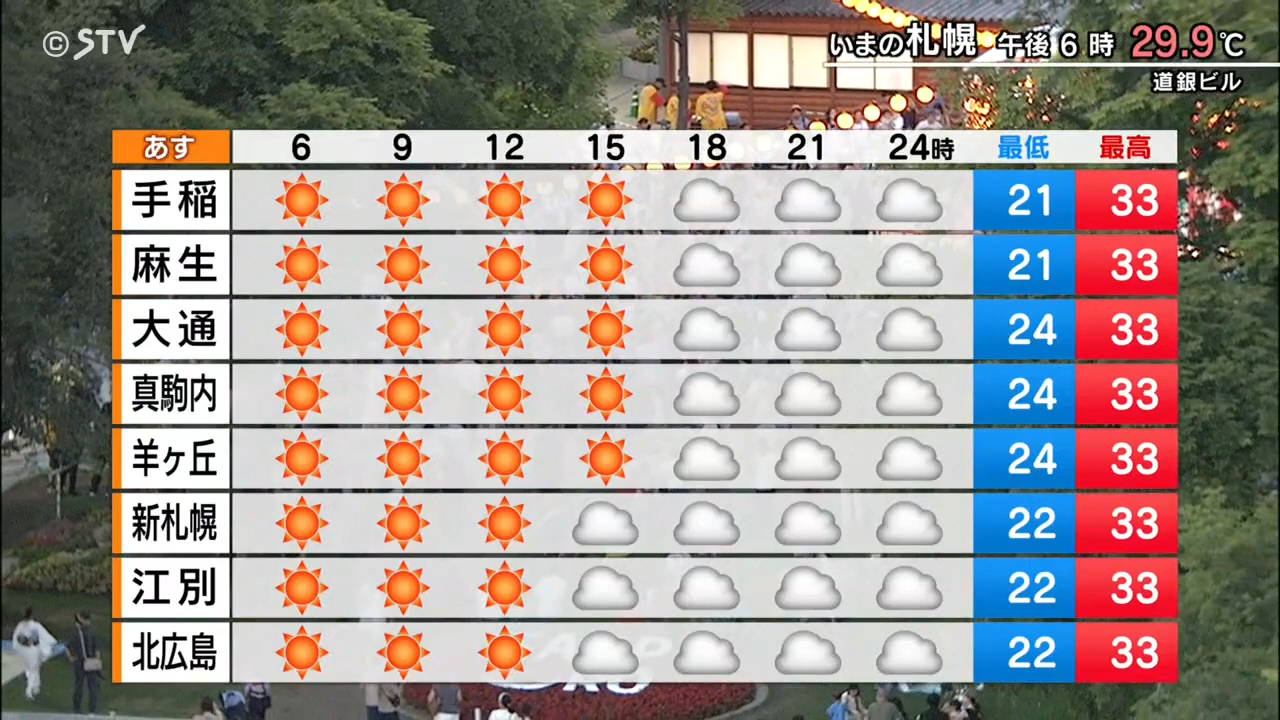 © STV
いまの札幌 午後6時 29.9℃
道銀ビル
あす 6 9 12 15 18 21 24時 最低 最高
手稲 21 33
麻生 21 33
大通 24 33
真駒内 24 33
羊ヶ丘 24 33
新札幌 22 33
江別 22 33
北広島 22 33